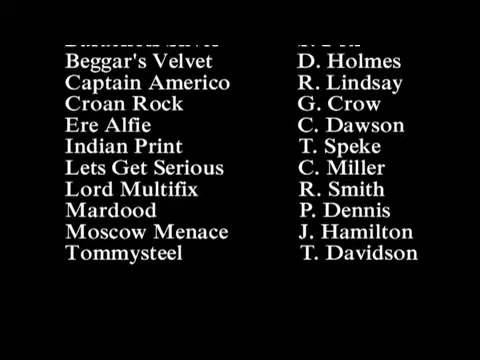 Beggar's Velvet D. Holmes
Captain Americo R. Lindsay
Croan Rock G. Crow
Ere Alfie C. Dawson
Indian Print T. Speke
Lets Get Serious C. Miller
Lord Multifix R. Smith
Mardood P. Dennis
Moscow Menace J. Hamilton
Tommysteel T. Davidson